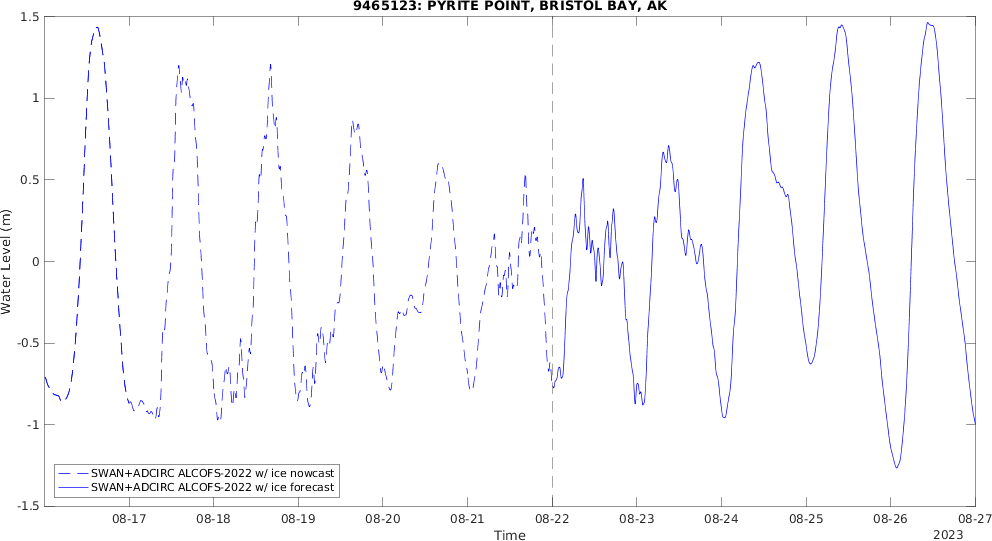 9465123: PYRITE POINT, BRISTOL BAY, AK
1.5
1
0.5
0
-0.5
-1
-1.5
Water Level (m)
SWAN+ADCIRC ALCOFS-2022 w/ ice nowcast
SWAN+ADCIRC ALCOFS-2022 w/ ice forecast
08-17 08-18 08-19 08-20 08-21 08-22 08-23 08-24 08-25 08-26 08-27
Time
2023